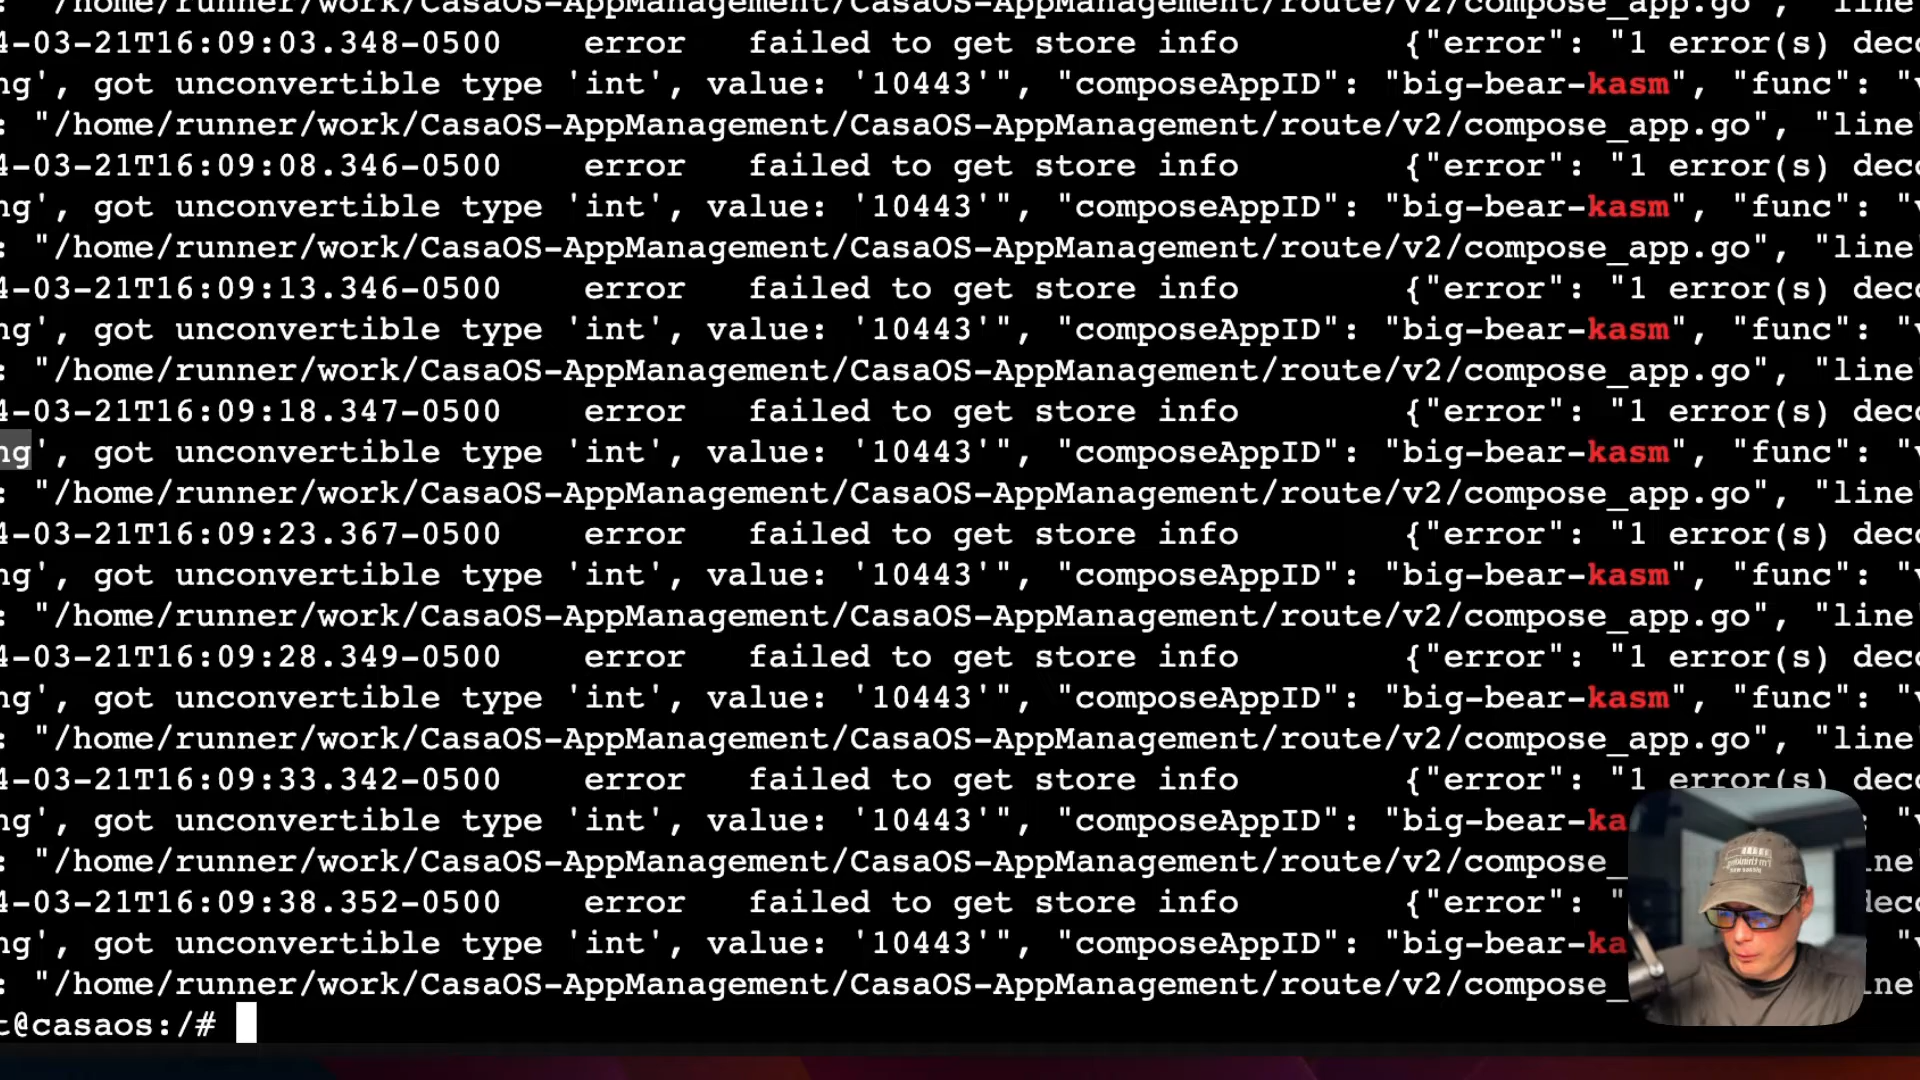 : "/home/runner/work/CasaOS-AppManagement/CasaOS-AppManagement/route/v2/compose_app.go", "line
4-03-21T16:09:03.348-0500 error failed to get store info {"error": "1 error(s) deco
ng', got unconvertible type 'int', value: '10443'", "composeAppID": "big-bear-kasm", "func": "
: "/home/runner/work/CasaOS-AppManagement/CasaOS-AppManagement/route/v2/compose_app.go", "line
4-03-21T16:09:08.346-0500 error failed to get store info {"error": "1 error(s) deco
ng', got unconvertible type 'int', value: '10443'", "composeAppID": "big-bear-kasm", "func": "
: "/home/runner/work/CasaOS-AppManagement/CasaOS-AppManagement/route/v2/compose_app.go", "line
4-03-21T16:09:13.346-0500 error failed to get store info {"error": "1 error(s) deco
ng', got unconvertible type 'int', value: '10443'", "composeAppID": "big-bear-kasm", "func": "
: "/home/runner/work/CasaOS-AppManagement/CasaOS-AppManagement/route/v2/compose_app.go", "line
4-03-21T16:09:18.347-0500 error failed to get store info {"error": "1 error(s) deco
ng', got unconvertible type 'int', value: '10443'", "composeAppID": "big-bear-kasm", "func": "
: "/home/runner/work/CasaOS-AppManagement/CasaOS-AppManagement/route/v2/compose_app.go", "line
4-03-21T16:09:23.367-0500 error failed to get store info {"error": "1 error(s) deco
ng', got unconvertible type 'int', value: '10443'", "composeAppID": "big-bear-kasm", "func": "
: "/home/runner/work/CasaOS-AppManagement/CasaOS-AppManagement/route/v2/compose_app.go", "line
4-03-21T16:09:28.349-0500 error failed to get store info {"error": "1 error(s) deco
ng', got unconvertible type 'int', value: '10443'", "composeAppID": "big-bear-kasm", "func": "
: "/home/runner/work/CasaOS-AppManagement/CasaOS-AppManagement/route/v2/compose_app.go", "line
4-03-21T16:09:33.342-0500 error failed to get store info {"error": "1 error(s) deco
ng', got unconvertible type 'int', value: '10443'", "composeAppID": "big-bear-ka
: "/home/runner/work/CasaOS-AppManagement/CasaOS-AppManagement/route/v2/compose_ ine
4-03-21T16:09:38.352-0500 error failed to get store info {"error": " deco
ng', got unconvertible type 'int', value: '10443'", "composeAppID": "big-bear-ka
: "/home/runner/work/CasaOS-AppManagement/CasaOS-AppManagement/route/v2/compose_ ine
t@casaos:/#